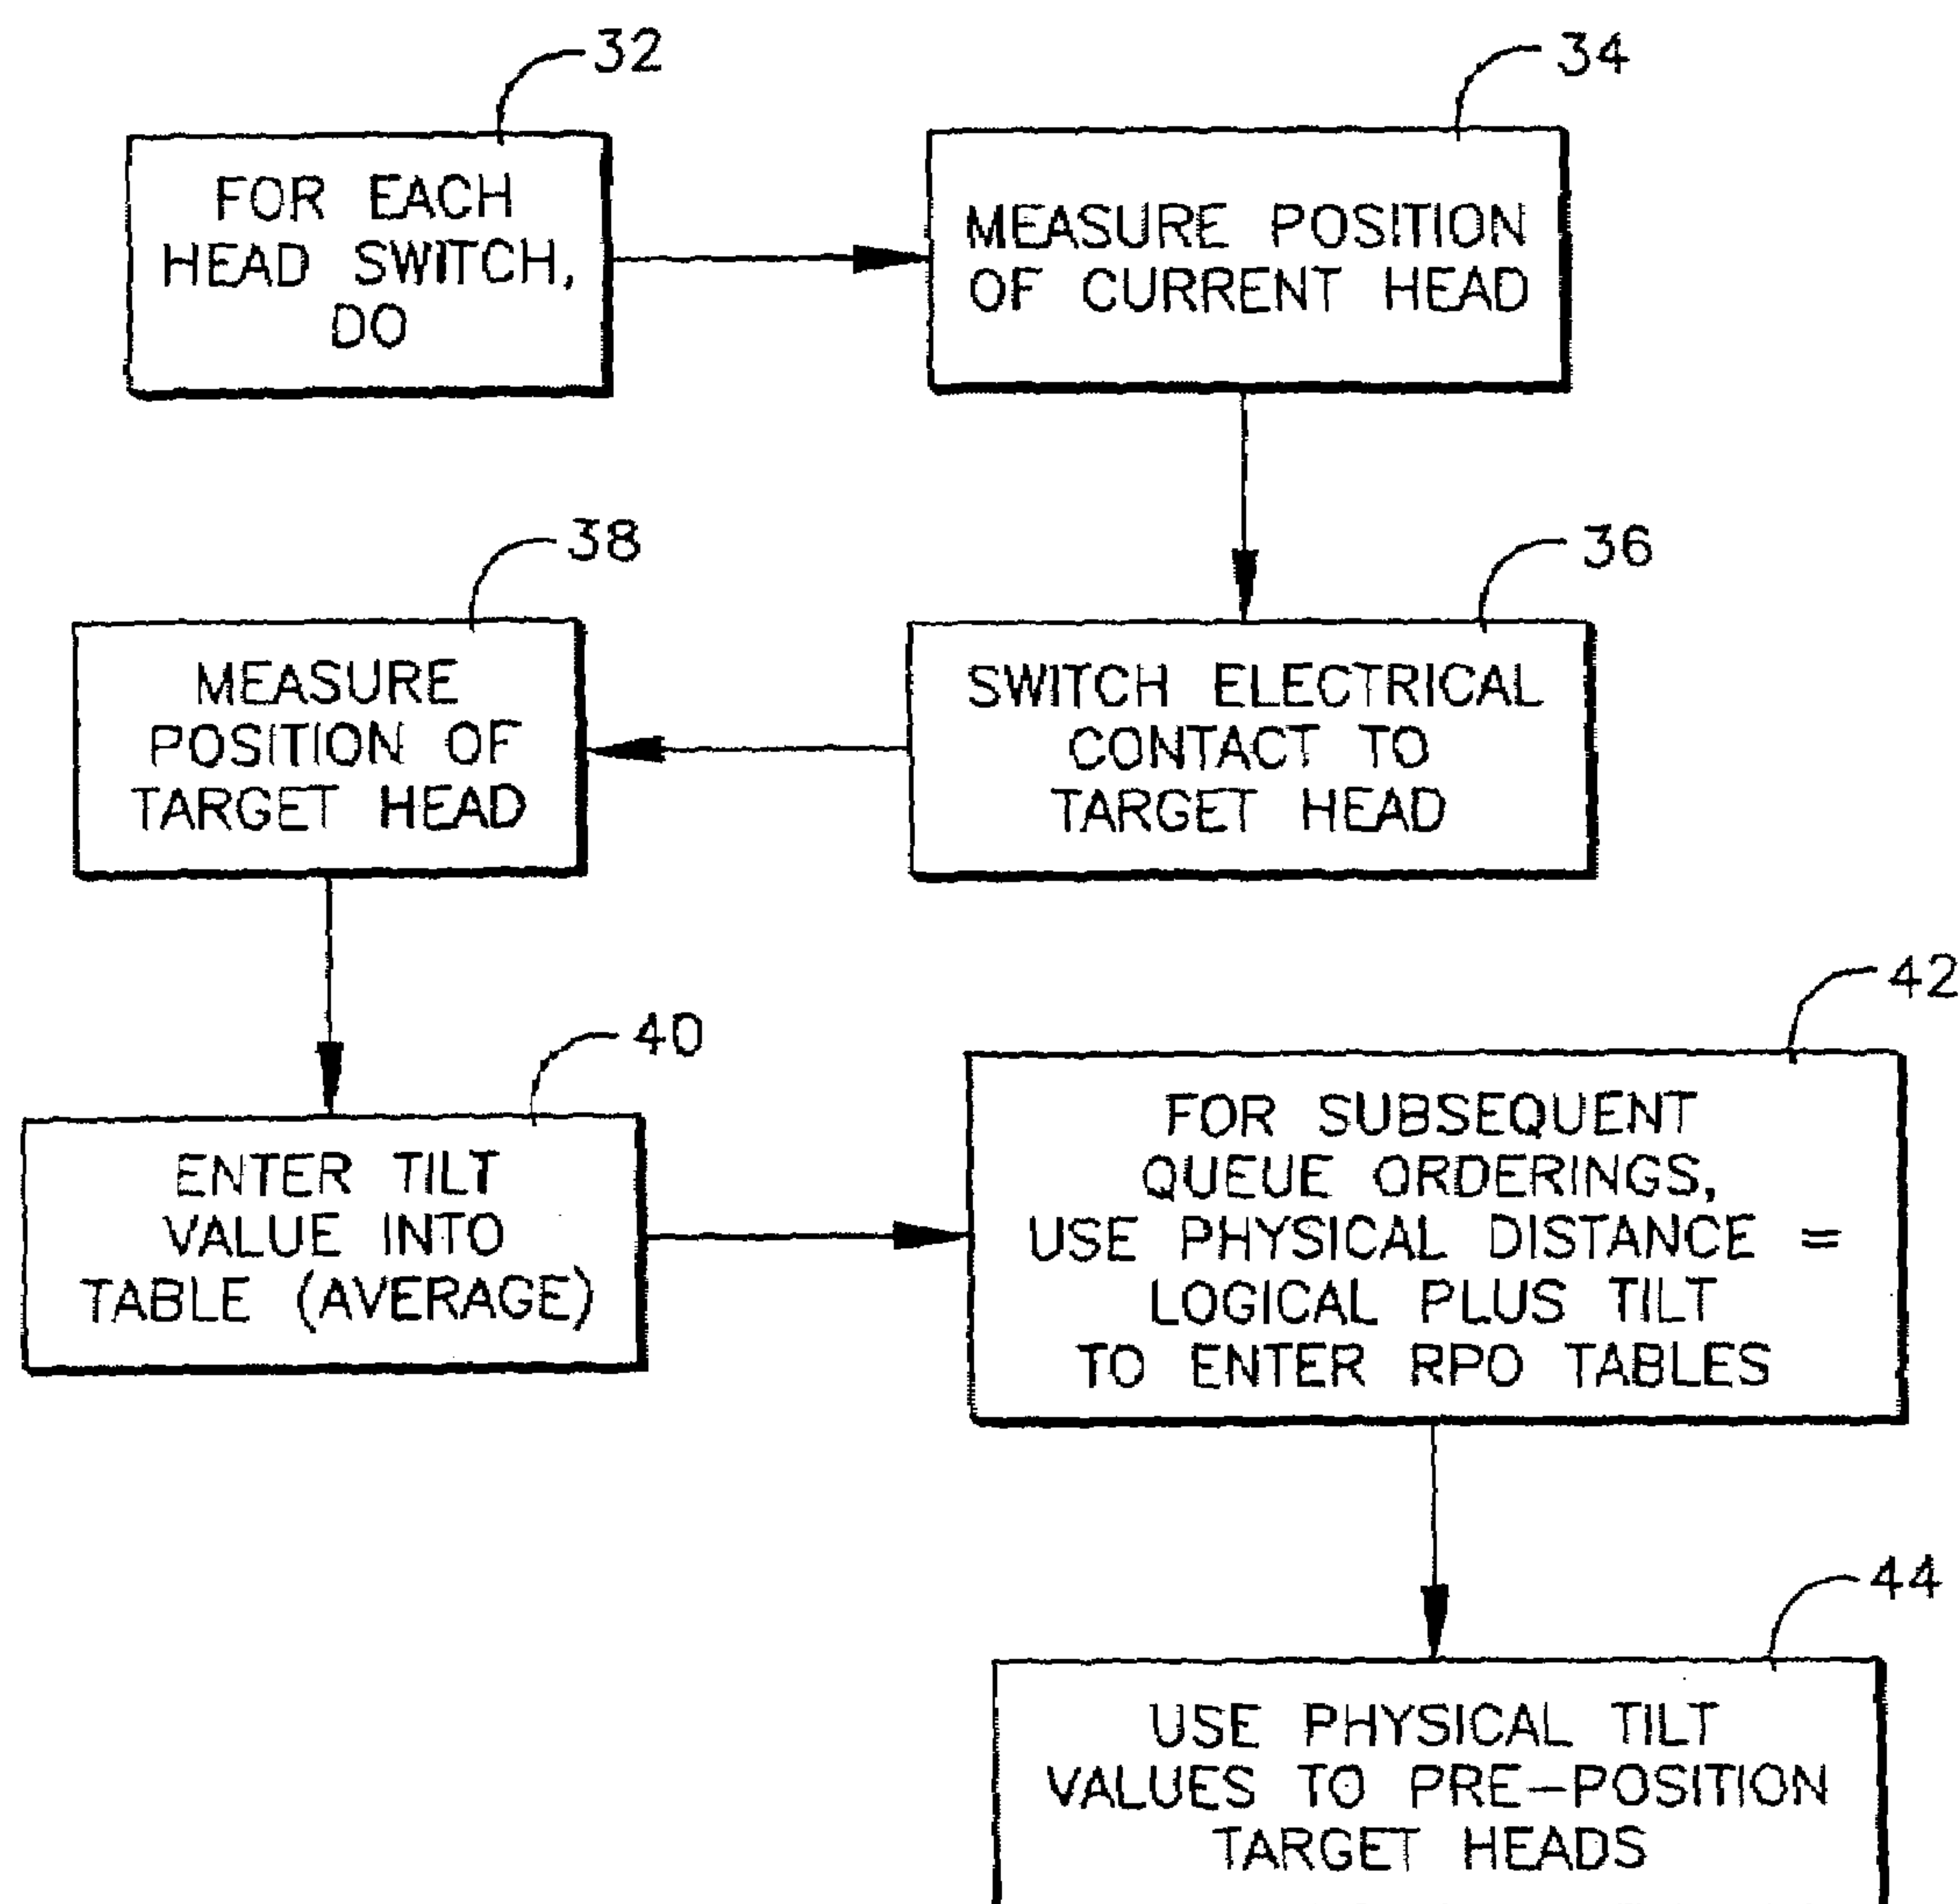 32
FOR EACH
HEAD SWITCH,
DO
34
MEASURE POSITION
OF CURRENT HEAD
36
SWITCH ELECTRICAL
CONTACT TO
TARGET HEAD
38
MEASURE
POSITION OF
TARGET HEAD
40
ENTER TILT
VALUE INTO
TABLE (AVERAGE)
42
FOR SUBSEQUENT
QUEUE ORDERINGS,
USE PHYSICAL DISTANCE =
LOGICAL PLUS TILT
TO ENTER RPO TABLES
44
USE PHYSICAL TILT
VALUES TO PRE-POSITION
TARGET HEADS